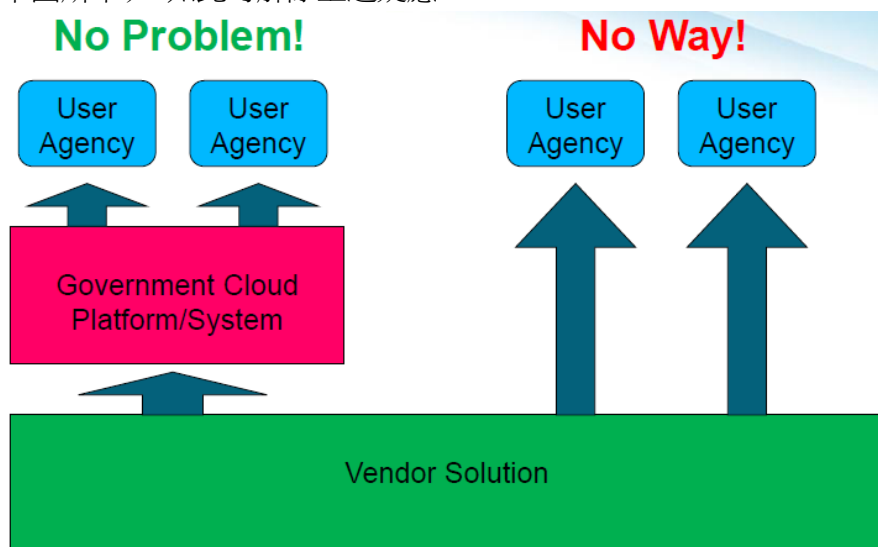 No Problem!
No Way!
User
Agency
User
Agency
User
Agency
User
Agency
Government Cloud
Platform/System
Vendor Solution